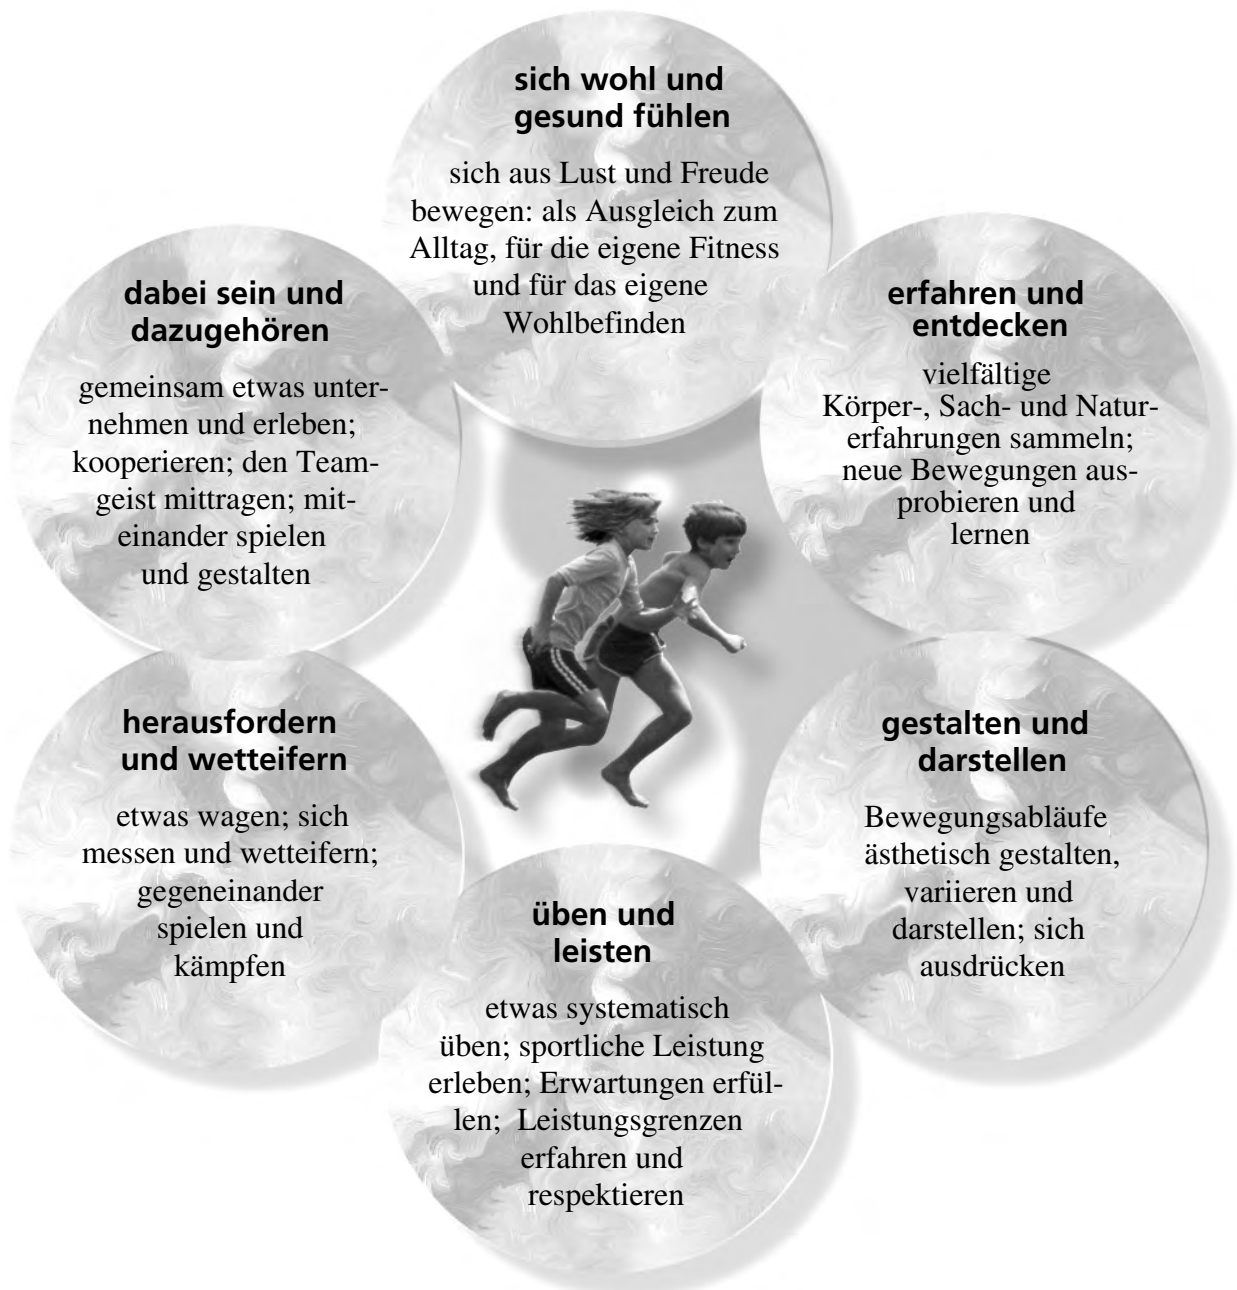 sich wohl und
gesund fühlen
sich aus Lust und Freude
bewegen: als Ausgleich zum
Alltag, für die eigene Fitness
und für das eigene
Wohlbefinden
erfahren und
entdecken
vielfältige
Körper-, Sach- und Natur-
erfahrungen sammeln;
neue Bewegungen aus-
probieren und
lernen
gestalten und
darstellen
Bewegungsabläufe
ästhetisch gestalten,
variieren und
darstellen; sich
ausdrücken
üben und
leisten
etwas systematisch
üben; sportliche Leistung
erleben; Erwartungen erfül-
len; Leistungsgrenzen
erfahren und
respektieren
herausfordern
und wetteifern
etwas wagen; sich
messen und wetteifern;
gegeneinander
spielen und
kämpfen
dabei sein und
dazugehören
gemeinsam etwas unter-
nehmen und erleben;
kooperieren; den Team-
geist mittragen; mit-
einander spielen
und gestalten